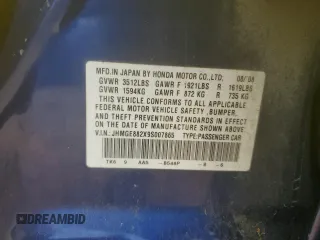 MFD. IN JAPAN BY HONDA MOTOR CO., LTD. 08/08
GVWR 3512LBS GAWR F 1921LBS R 1619LBS
GVWR 1594KG GAWR F 872 KG R 735 KG
THIS VEHICLE CONFORMS TO ALL APPLICABLE
FEDERAL MOTOR VEHICLE SAFETY, BUMPER,
AND THEFT PREVENTION STANDARDS IN EFFECT
ON THE DATE OF MANUFACTURE SHOWN ABOVE.
V.I.N.: JHMGE882X9S007865 TYPE: PASSENGER CAR
DREAMBID